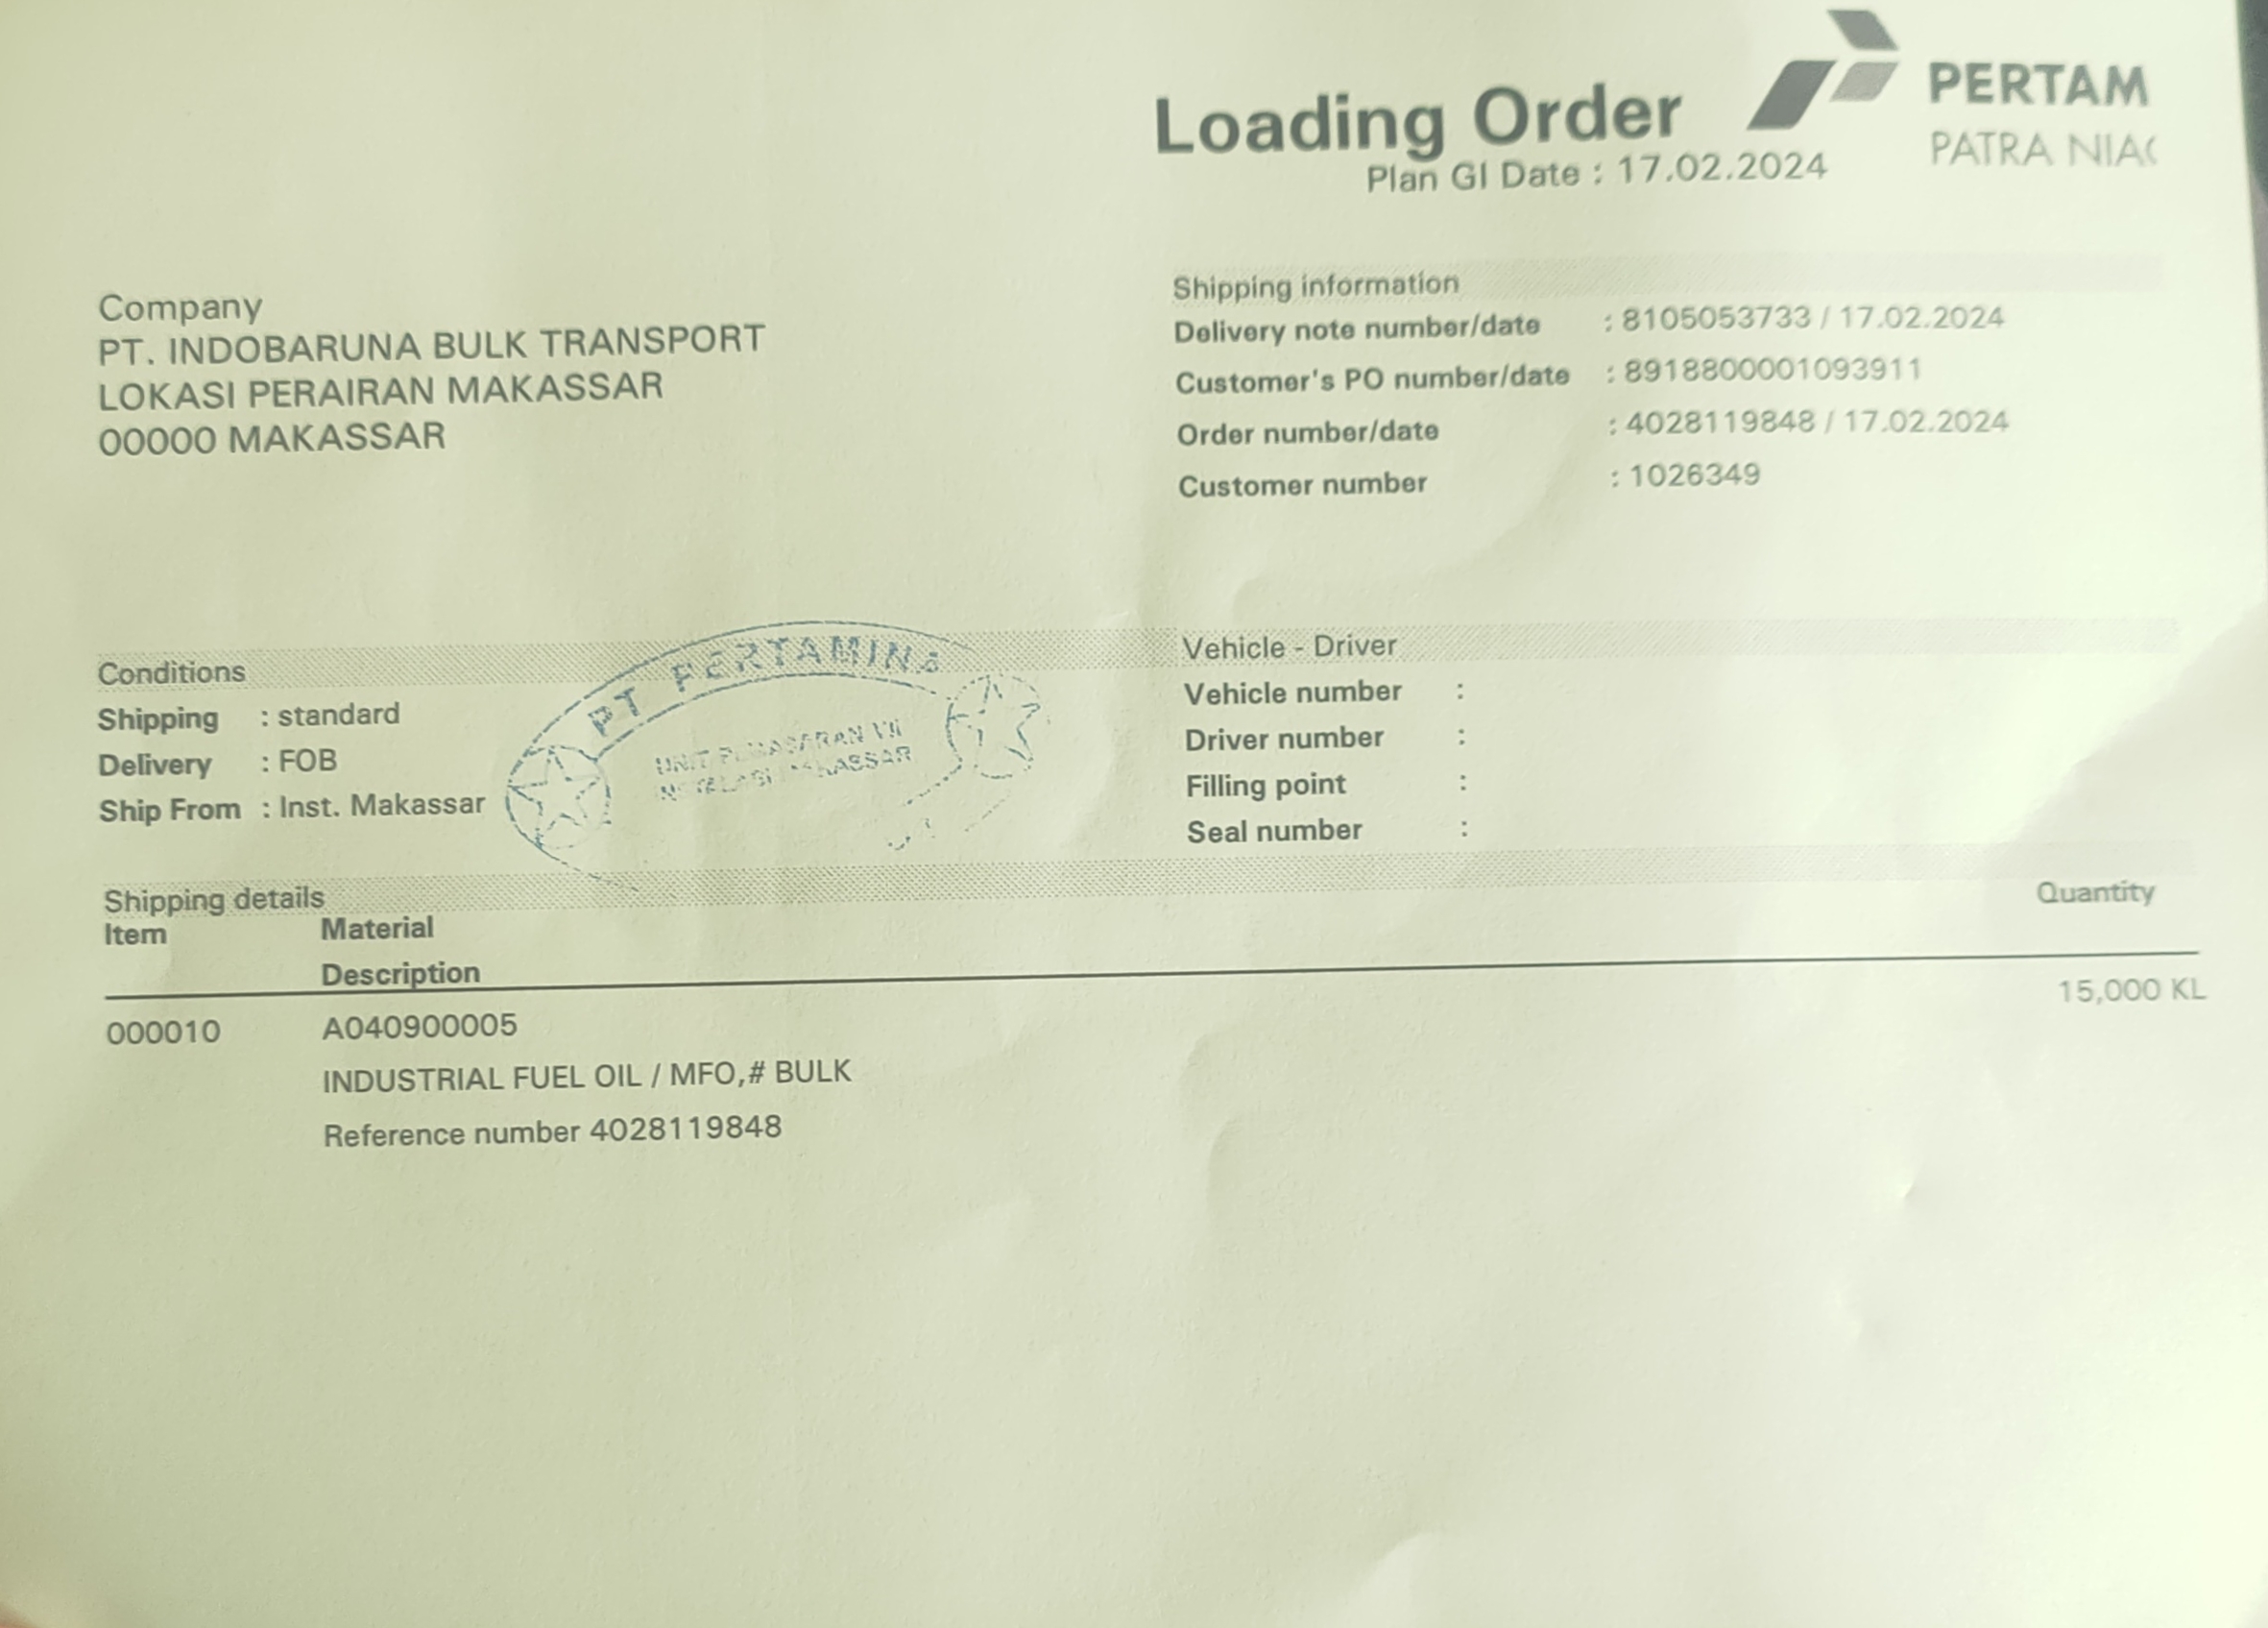 Loading Order
PERTAM
PATRA NIA
Plan GI Date : 17.02.2024
Company
PT. INDOBARUNA BULK TRANSPORT
LOKASI PERAIRAN MAKASSAR
00000 MAKASSAR
Shipping information
Delivery note number/date : 8105053733 / 17.02.2024
Customer's PO number/date : 8918800001093911
Order number/date : 4028119848 / 17.02.2024
Customer number : 1026349
Conditions
Shipping : standard
Delivery : FOB
Ship From : Inst. Makassar
PT PERTAMINA
UNIT PEMASARAN VII
MAKASSAR
Vehicle - Driver
Vehicle number :
Driver number :
Filling point :
Seal number :
Shipping details
Quantity
Item Material
Description
000010 A040900005 15,000 KL
INDUSTRIAL FUEL OIL / MFO,# BULK
Reference number 4028119848